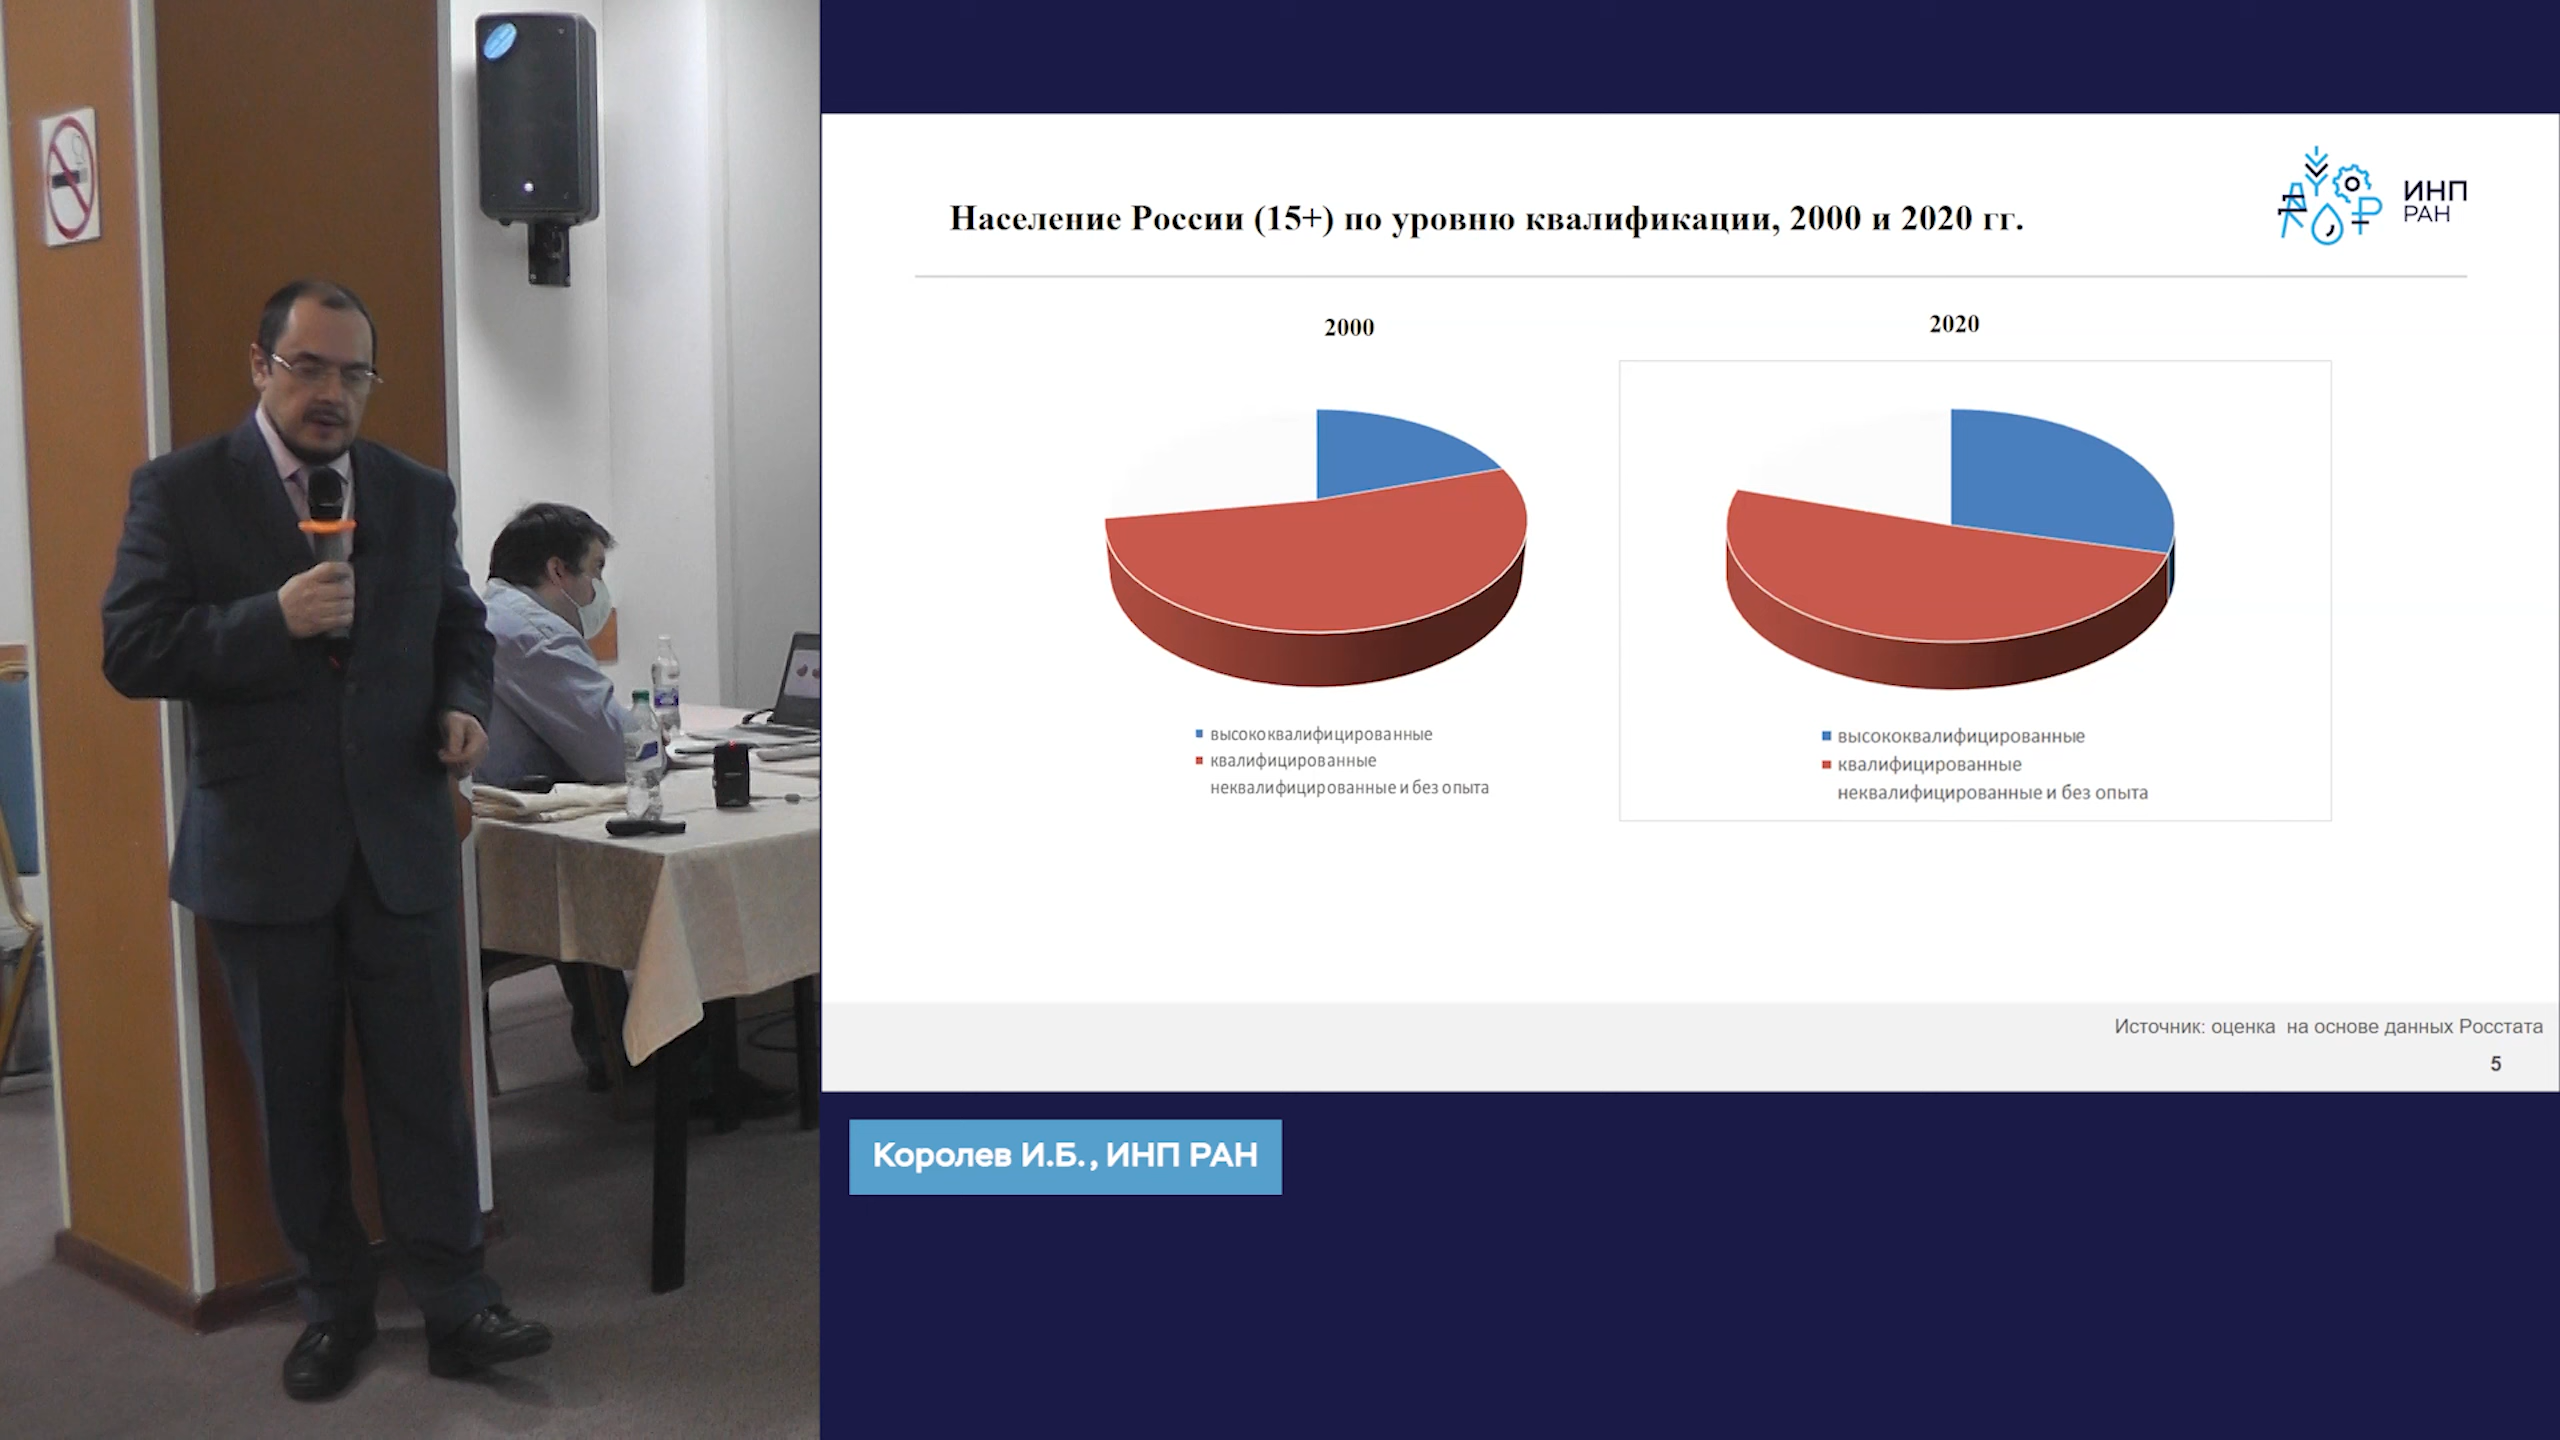 Население России (15+) по уровню квалификации, 2000 и 2020 гг.
ИНП
РАН
2000
высококвалифицированные
квалифицированные
неквалифицированные и без опыта
2020
высококвалифицированные
квалифицированные
неквалифицированные и без опыта
Источник: оценка на основе данных Росстата
5
Королев И.Б., ИНП РАН